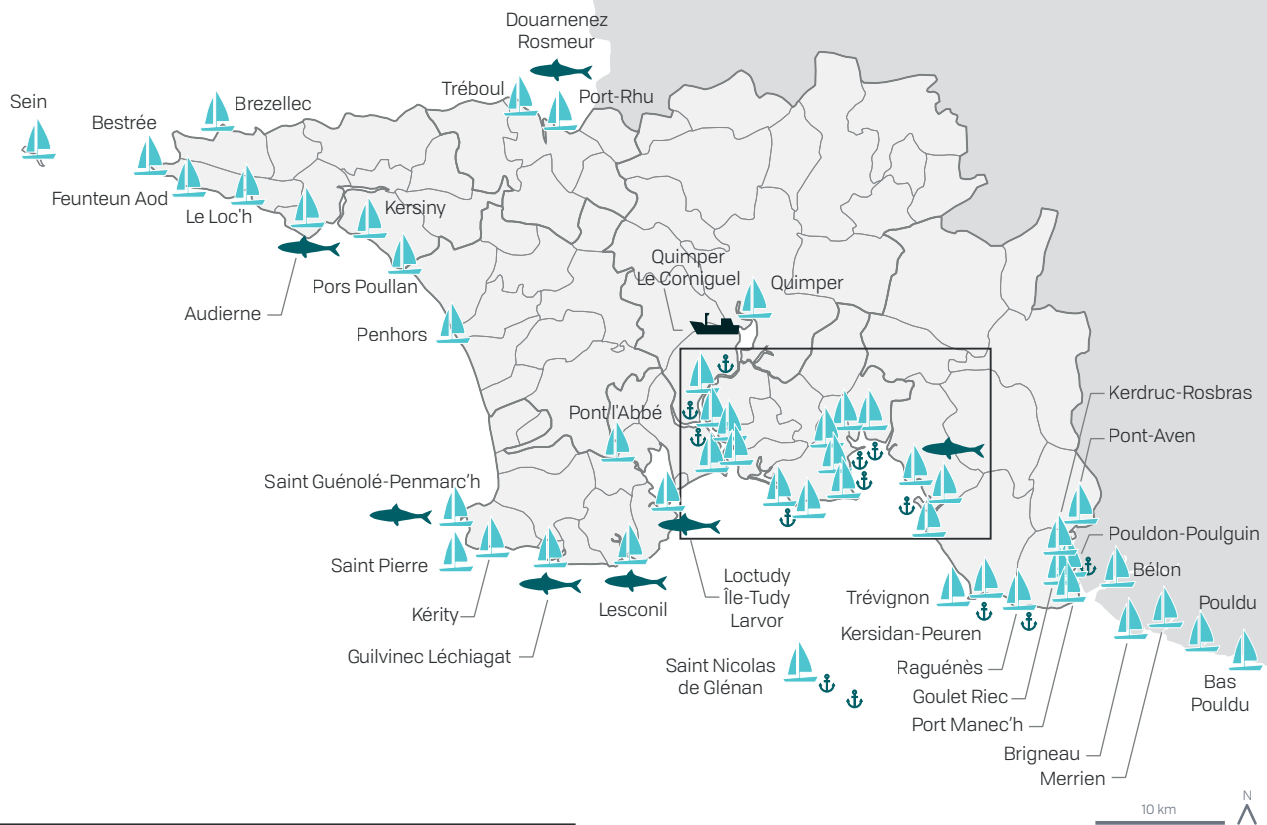 Douarnenez
Rosmeur
Tréboul
Port-Rhu
Sein
Brezellec
Bestrée
Feunteun Aod
Le Loc'h
Kersiny
Pors Poullan
Audierne
Penhors
Quimper
Le Corniguel
Quimper
Pont l'Abbé
Kerdruc-Rosbras
Pont-Aven
Saint Guénolé-Penmarc'h
Pouldon-Poulguin
Saint Pierre
Bélon
Kérity
Lesconil
Loctudy
Île-Tudy
Larvor
Trévignon
Pouldu
Kersidan-Peuren
Guilvinec Léchiagat
Saint Nicolas
de Glénan
Raguénès
Goulet Riec
Bas
Pouldu
Port Manec'h
Brigneau
Merrien
10 km
N